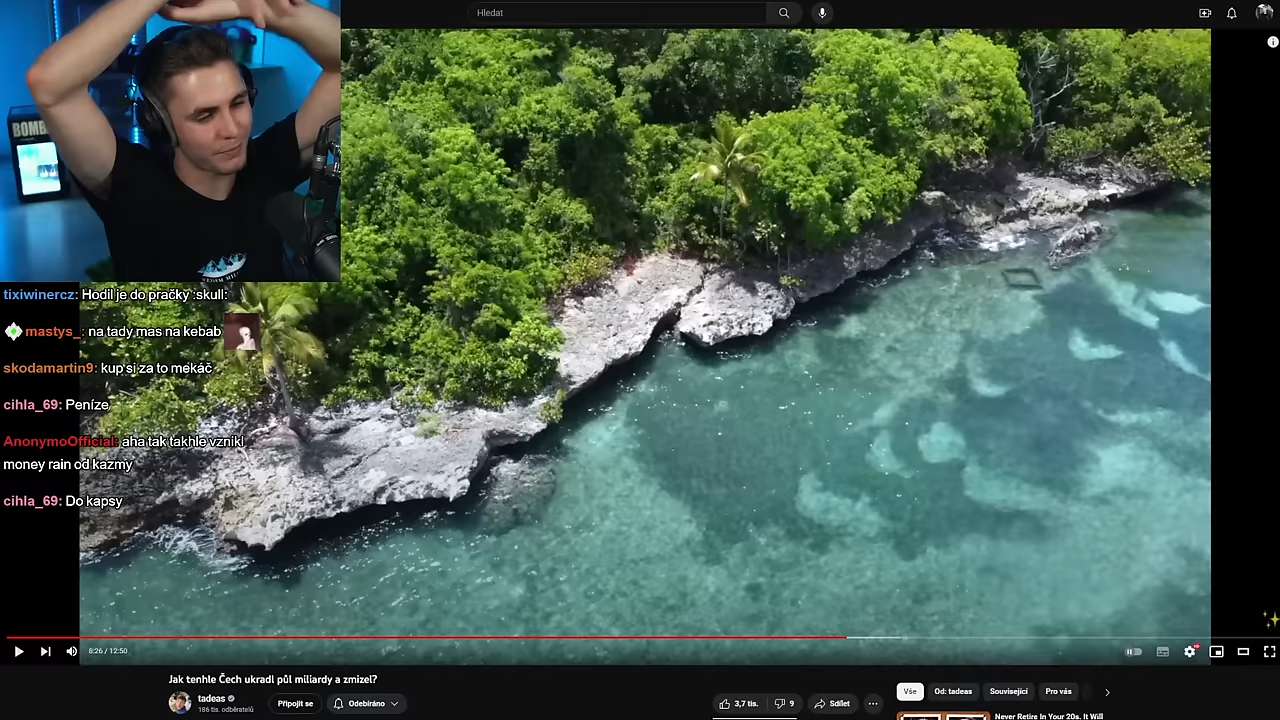 Hledat
BOMB
tixiwinercz: Hodil je do pračky :skull:
mastys_: na tady mas na kebab
skodamartin9: kup si za to mekáč
cihla_69: Peníze
AnonymoOfficial: aha tak takhle vznikl
money rain od kazmy
cihla_69: Do kapsy
8:26 / 12:50
Jak tenhle Čech ukradl půl miliardy a zmizel?
tadeas
186 tis. odběratelů
Připojit se
Odebíráno
3,7 tis.
9
Sdílet
Vše
Od: tadeas
Související
Pro vás
Never Retire In Your 20s. It Will